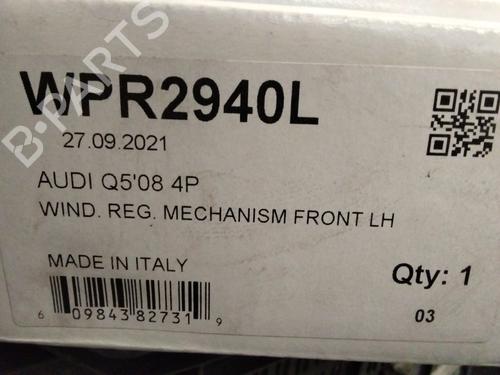 WPR2940L
27.09.2021
AUDI Q5'08 4P
WIND. REG. MECHANISM FRONT LH
MADE IN ITALY
Qty: 1
6 09843 82731 9
03
B-PARTS